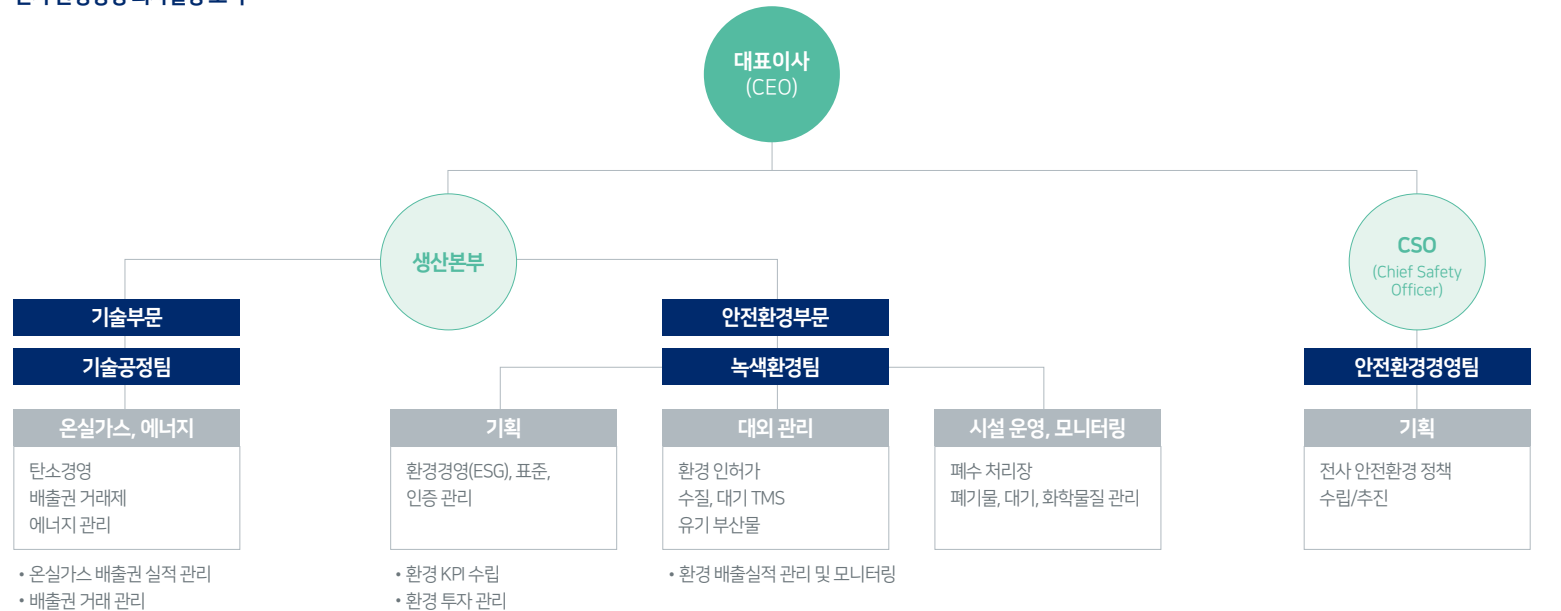 대표이사
(CEO)
생산본부
CSO
(Chief Safety
Officer)
기술부문
안전환경부문
기술공정팀
녹색환경팀
안전환경경영팀
온실가스, 에너지
탄소경영
배출권 거래제
에너지 관리
• 온실가스 배출권 실적 관리
• 배출권 거래 관리
기획
환경경영(ESG), 표준,
인증 관리
• 환경 KPI 수립
• 환경 투자 관리
대외 관리
환경 인허가
수질, 대기 TMS
유기 부산물
• 환경 배출실적 관리 및 모니터링
시설 운영, 모니터링
폐수 처리장
폐기물, 대기, 화학물질 관리
기획
전사 안전환경 정책
수립/추진